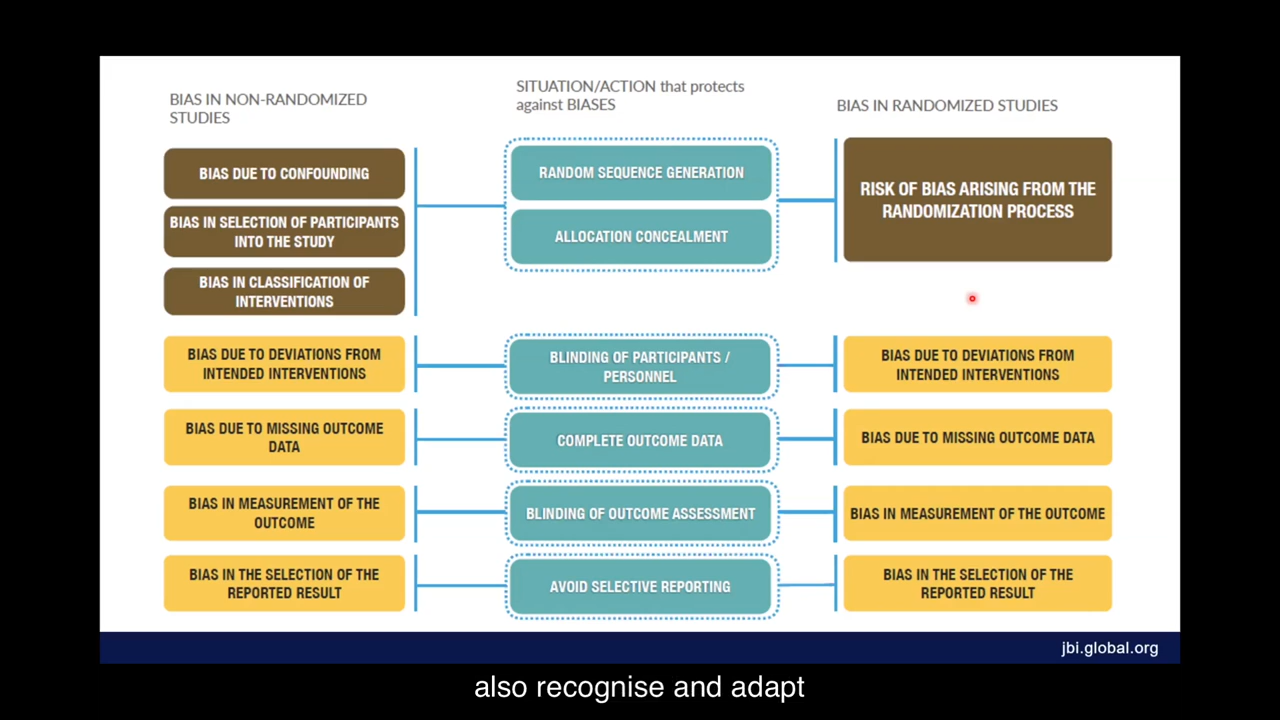 BIAS IN NON-RANDOMIZED
STUDIES
SITUATION/ACTION that protects
against BIASES
BIAS IN RANDOMIZED STUDIES
BIAS DUE TO CONFOUNDING
BIAS IN SELECTION OF PARTICIPANTS
INTO THE STUDY
BIAS IN CLASSIFICATION OF
INTERVENTIONS
RANDOM SEQUENCE GENERATION
ALLOCATION CONCEALMENT
RISK OF BIAS ARISING FROM THE
RANDOMIZATION PROCESS
BIAS DUE TO DEVIATIONS FROM
INTENDED INTERVENTIONS
BLINDING OF PARTICIPANTS /
PERSONNEL
BIAS DUE TO DEVIATIONS FROM
INTENDED INTERVENTIONS
BIAS DUE TO MISSING OUTCOME
DATA
COMPLETE OUTCOME DATA
BIAS DUE TO MISSING OUTCOME DATA
BIAS IN MEASUREMENT OF THE
OUTCOME
BLINDING OF OUTCOME ASSESSMENT
BIAS IN MEASUREMENT OF THE OUTCOME
BIAS IN THE SELECTION OF THE
REPORTED RESULT
AVOID SELECTIVE REPORTING
BIAS IN THE SELECTION OF THE
REPORTED RESULT
jbi.global.org
also recognise and adapt